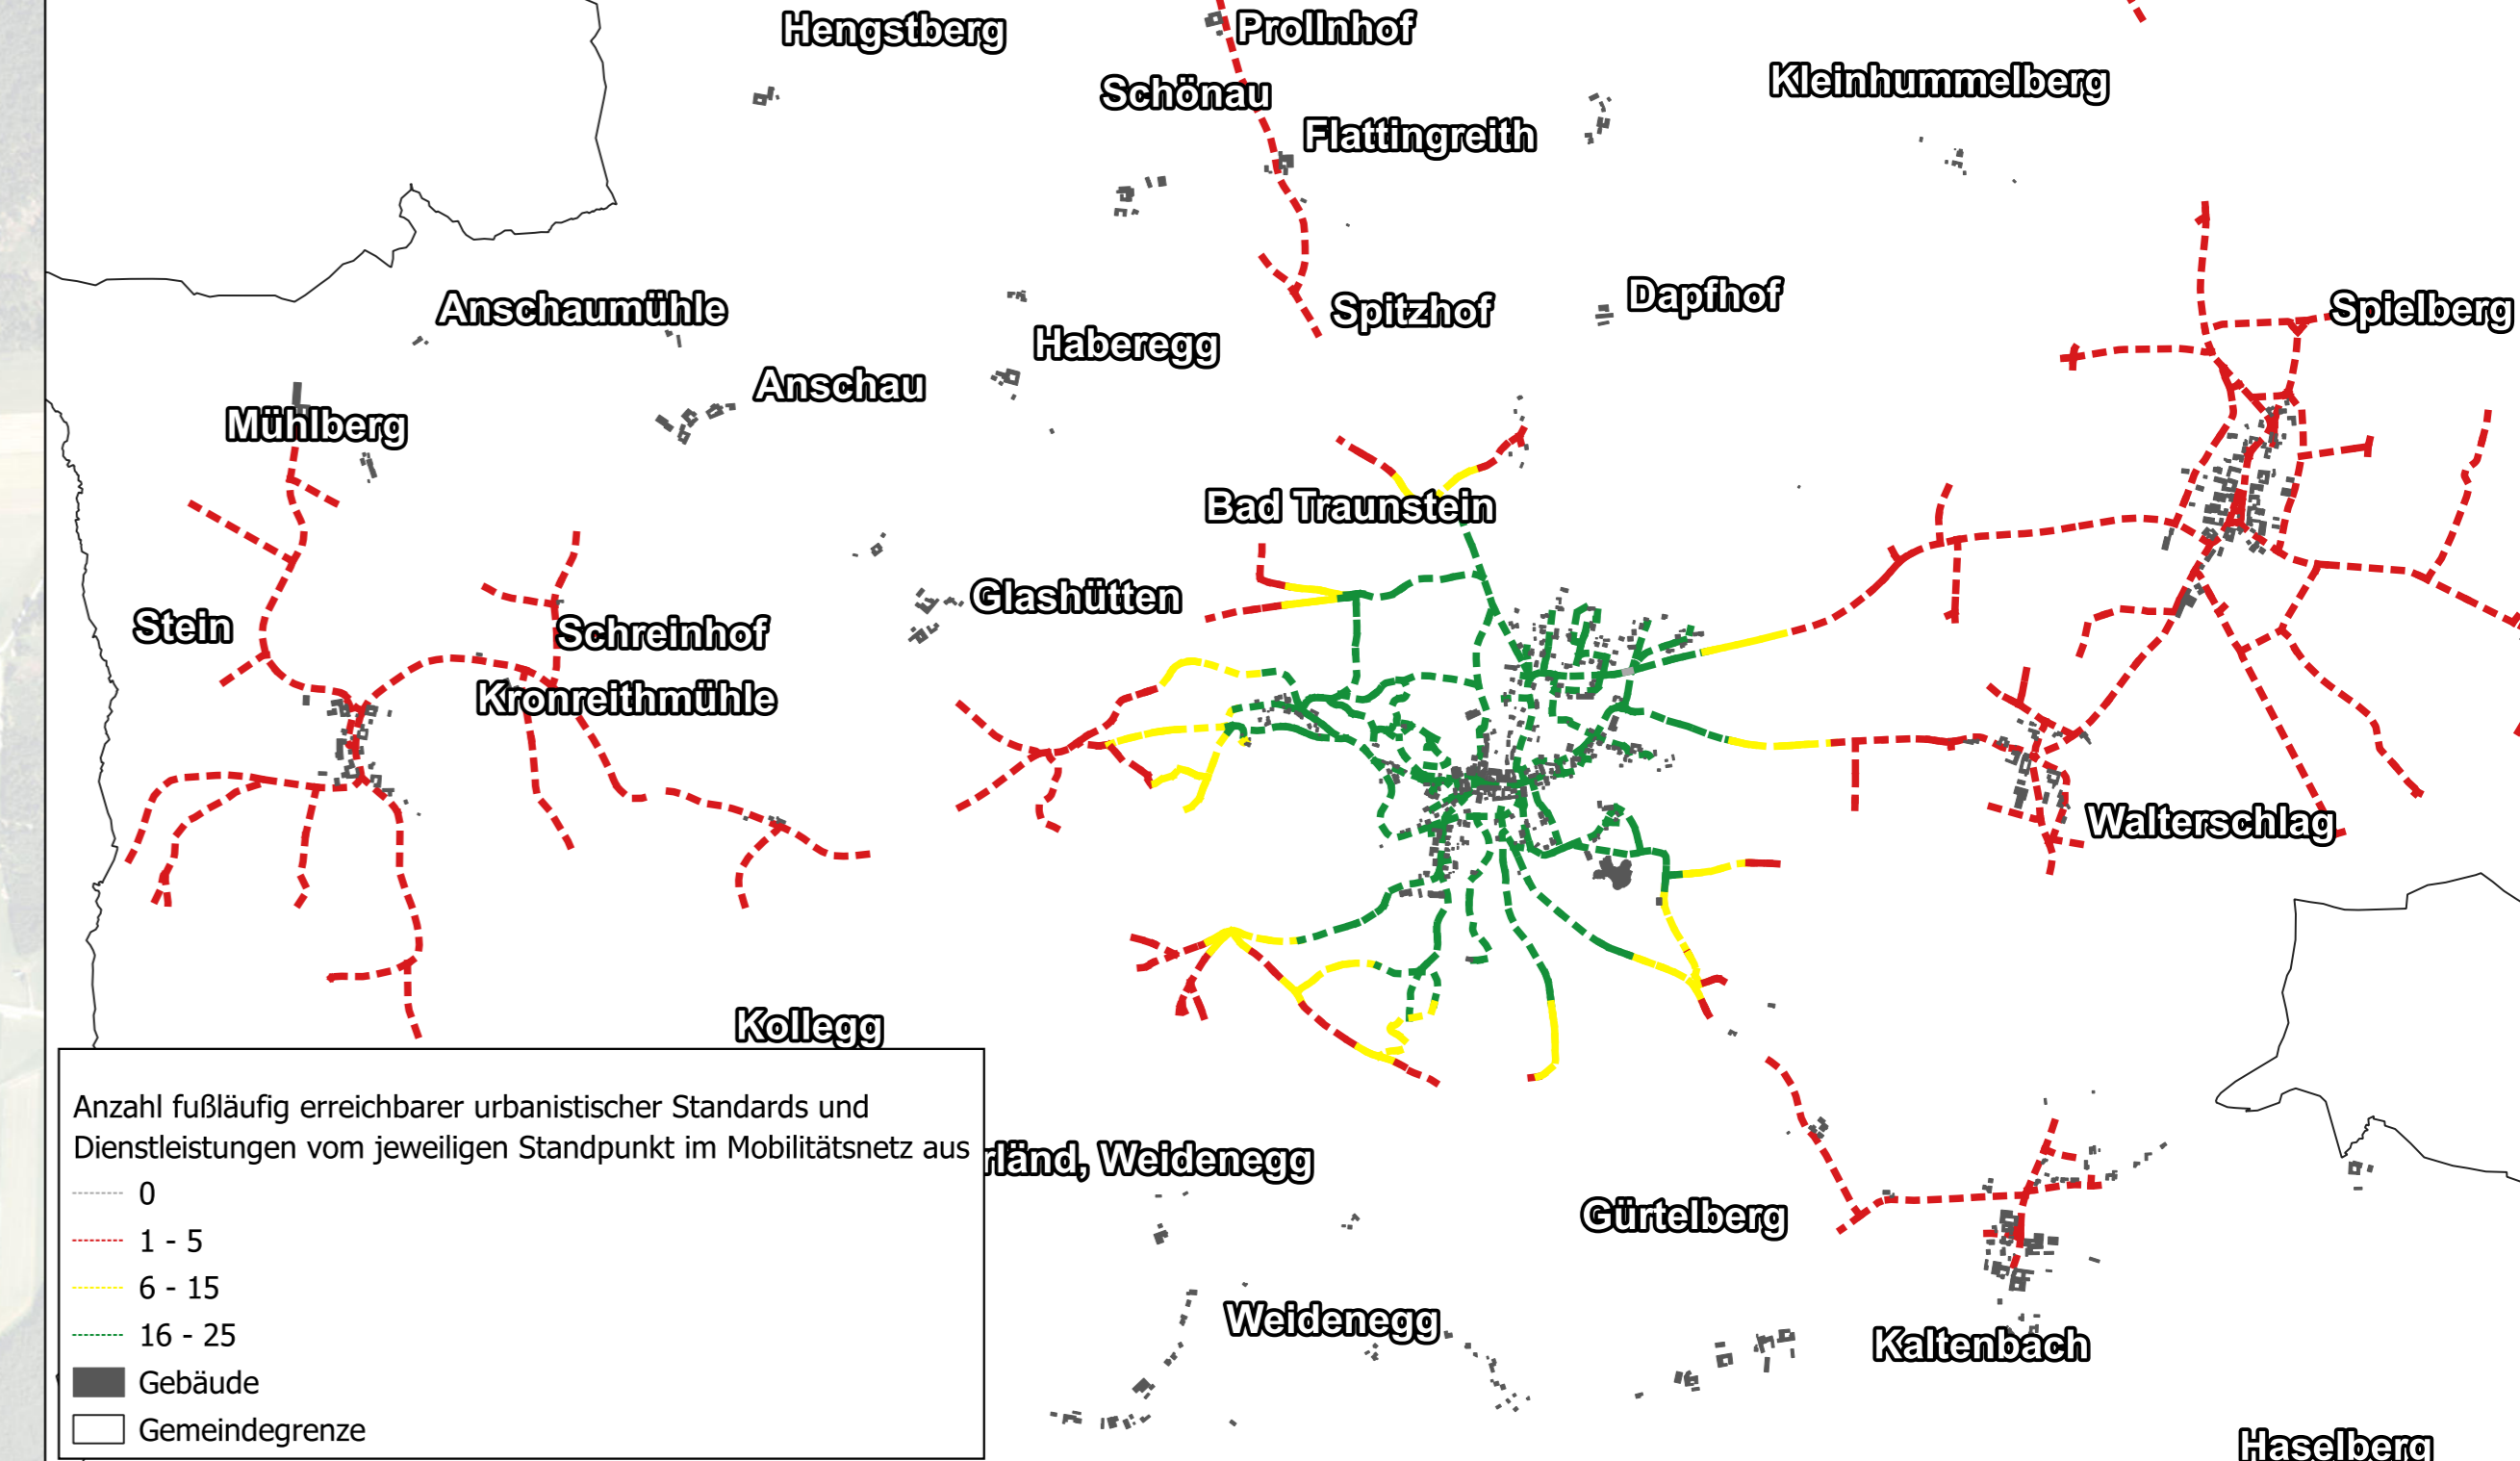 Hengstberg
Prollnhof
Schönau
Kleinhummelberg
Flattingreith
Anschaumühle
Spitzhof
Dapfhof
Spielberg
Haberegg
Anschau
Mühlberg
Bad Traunstein
Glashütten
Stein
Schreinhof
Kronreithmühle
Walterschlag
Kollegg
Anzahl fußläufig erreichbarer urbanistischer Standards und
Dienstleistungen vom jeweiligen Standpunkt im Mobilitätsnetz aus
0
1 - 5
6 - 15
16 - 25
Gebäude
Gemeindegrenze
Weidenegg
Gürtelberg
Weidenegg
Kaltenbach
Haselberg